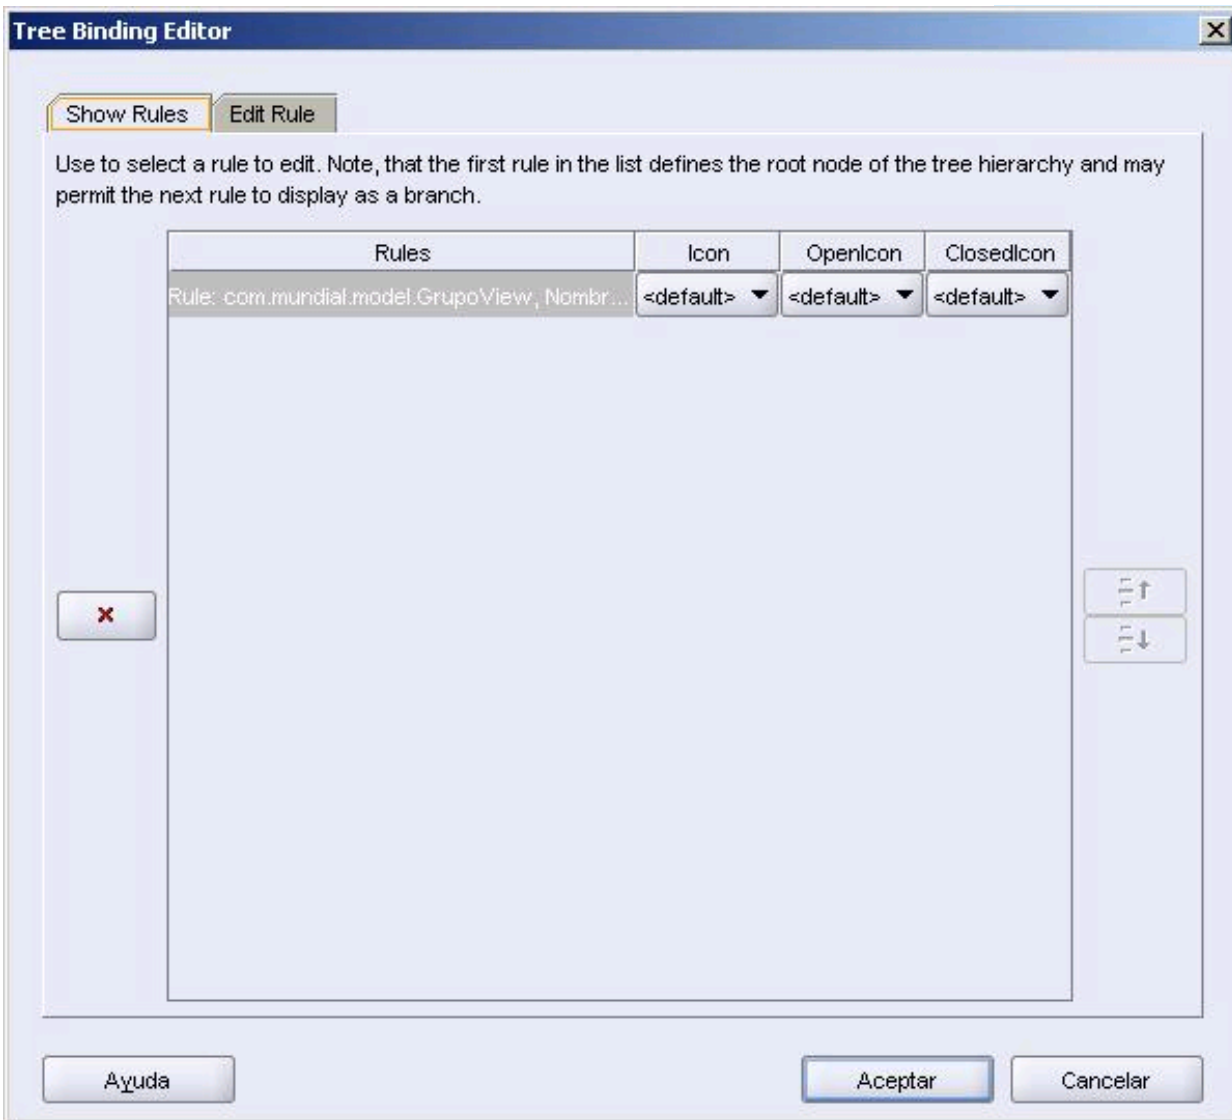 Tree Binding Editor
Show Rules Edit Rule
Use to select a rule to edit. Note, that the first rule in the list defines the root node of the tree hierarchy and may
permit the next rule to display as a branch.
Rules Icon OpenIcon ClosedIcon
Rule: com.mundial.model.GrupoView, Nombr... <default> <default> <default>
Ayuda Aceptar Cancelar